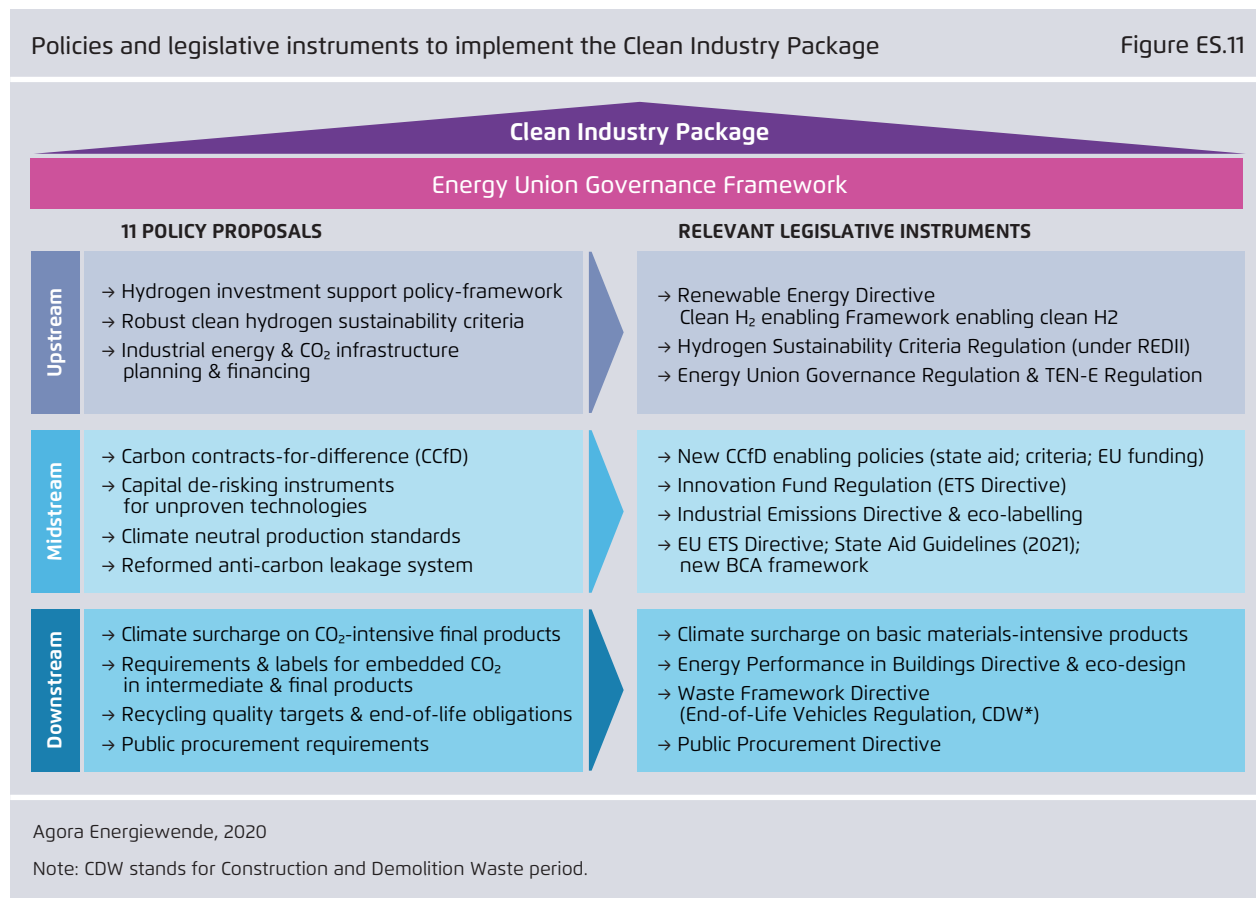 Policies and legislative instruments to implement the Clean Industry Package
Figure ES.11
Clean Industry Package
Energy Union Governance Framework
11 POLICY PROPOSALS
RELEVANT LEGISLATIVE INSTRUMENTS
Upstream
→ Hydrogen investment support policy-framework
→ Robust clean hydrogen sustainability criteria
→ Industrial energy & CO₂ infrastructure
planning & financing
→ Renewable Energy Directive
Clean H₂ enabling Framework enabling clean H2
→ Hydrogen Sustainability Criteria Regulation (under REDII)
→ Energy Union Governance Regulation & TEN-E Regulation
Midstream
→ Carbon contracts-for-difference (CCfD)
→ Capital de-risking instruments
for unproven technologies
→ Climate neutral production standards
→ Reformed anti-carbon leakage system
→ New CCfD enabling policies (state aid; criteria; EU funding)
→ Innovation Fund Regulation (ETS Directive)
→ Industrial Emissions Directive & eco-labelling
→ EU ETS Directive; State Aid Guidelines (2021);
new BCA framework
Downstream
→ Climate surcharge on CO₂-intensive final products
→ Requirements & labels for embedded CO₂
in intermediate & final products
→ Recycling quality targets & end-of-life obligations
→ Public procurement requirements
→ Climate surcharge on basic materials-intensive products
→ Energy Performance in Buildings Directive & eco-design
→ Waste Framework Directive
(End-of-Life Vehicles Regulation, CDW*)
→ Public Procurement Directive
Agora Energiewende, 2020
Note: CDW stands for Construction and Demolition Waste period.